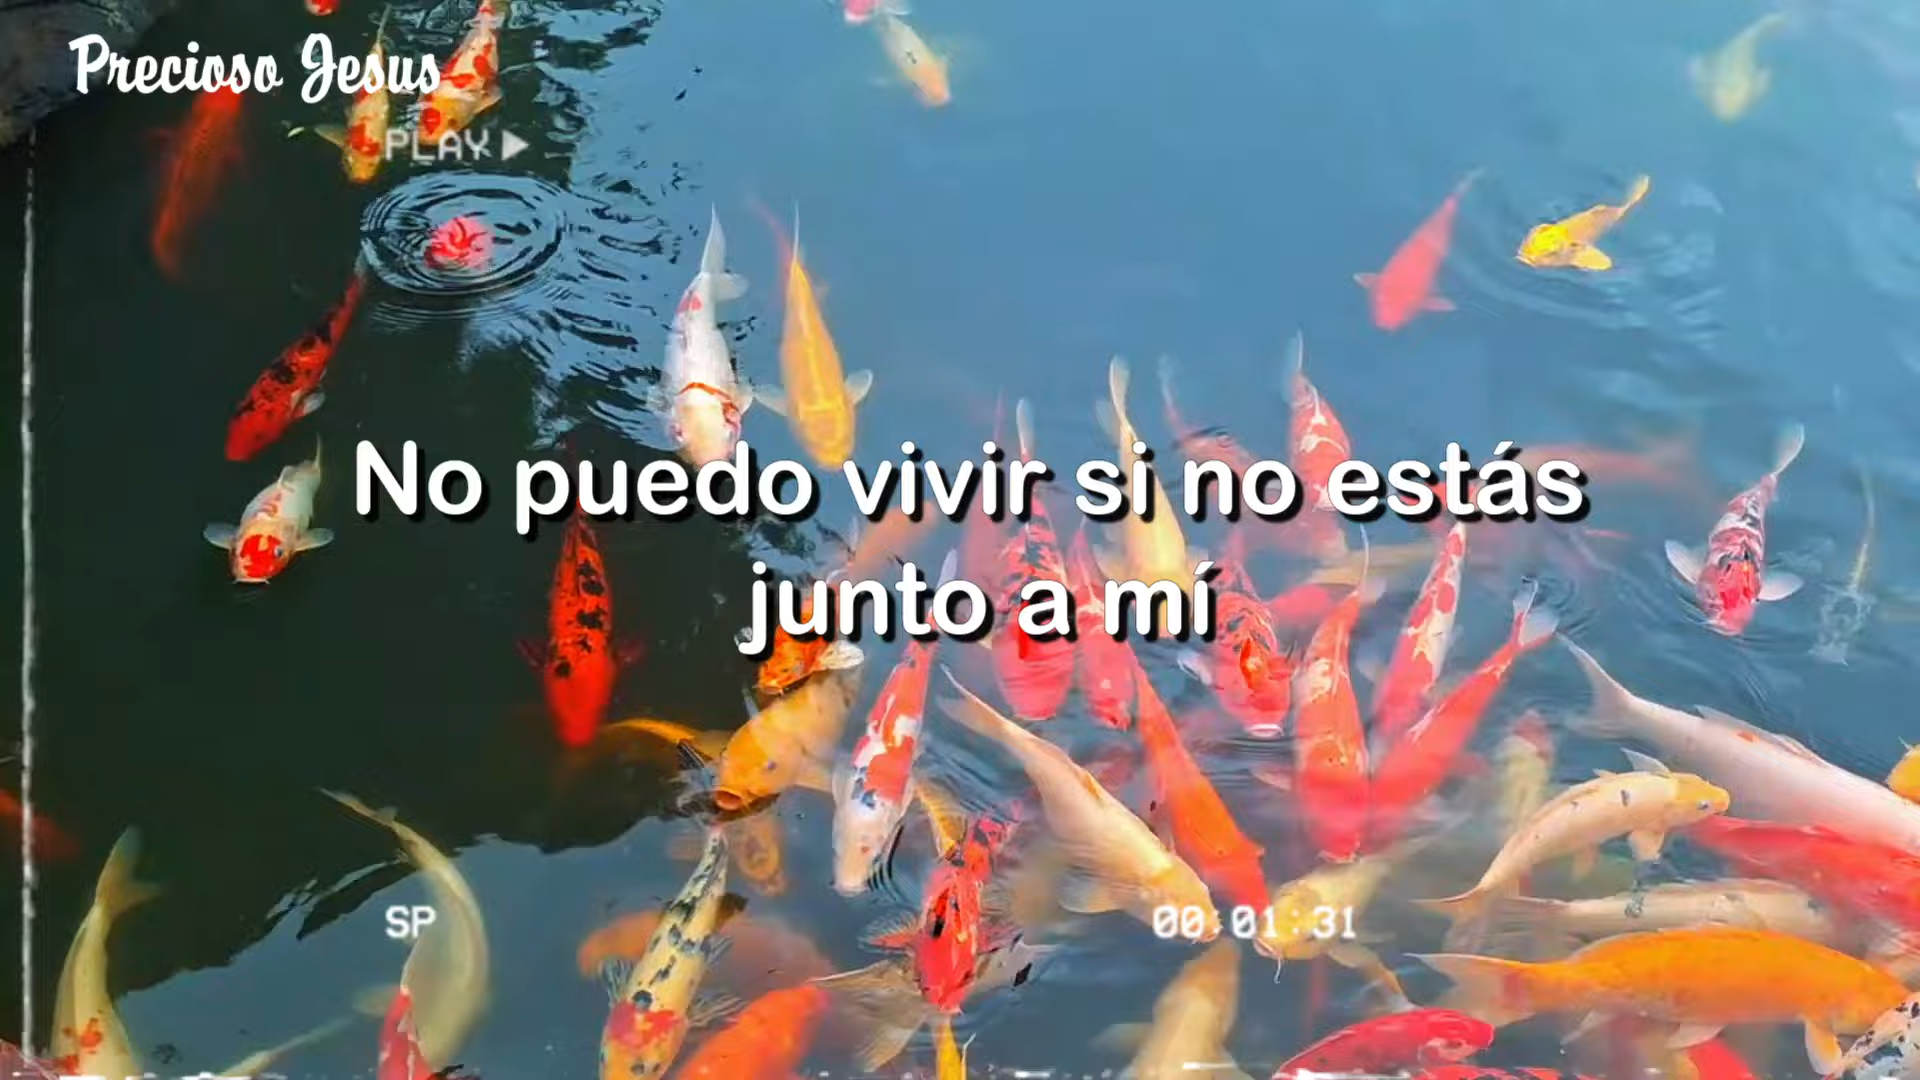 Precioso Jesus
PLAY
No puedo vivir si no estás
junto a mí
SP
00:01:31